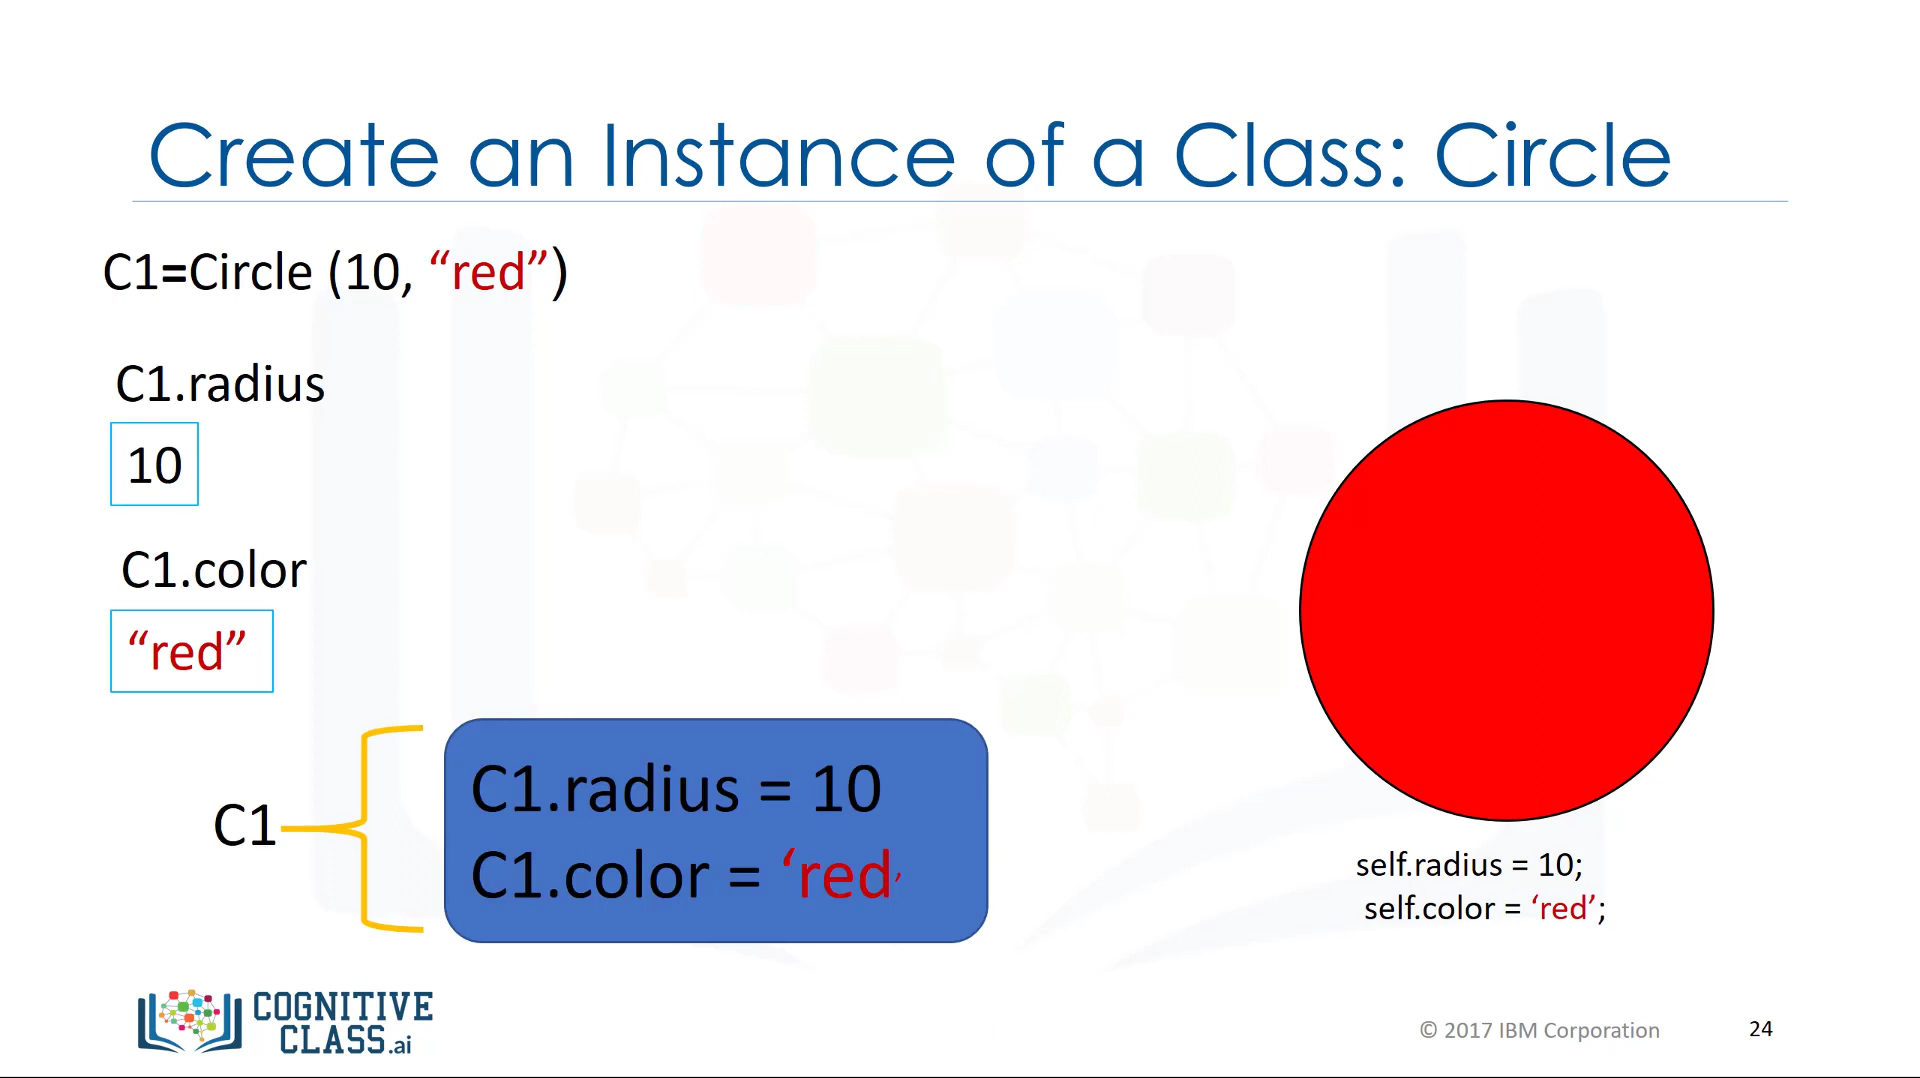 Create an Instance of a Class: Circle
C1=Circle (10, “red”)
C1.radius
10
C1.color
“red”
C1
C1.radius = 10
C1.color = ‘red’
self.radius = 10;
self.color = ‘red’;
COGNITIVE
CLASS.ai
© 2017 IBM Corporation
24